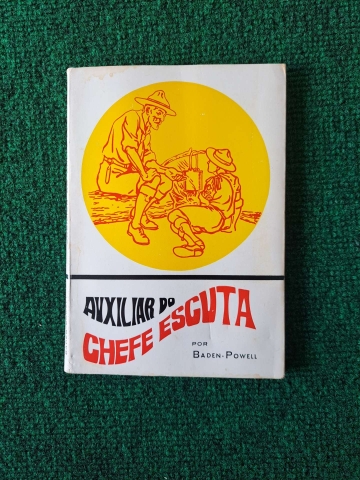 AUXILIAR DO
CHEFE ESCUTA
POR
BADEN-POWELL